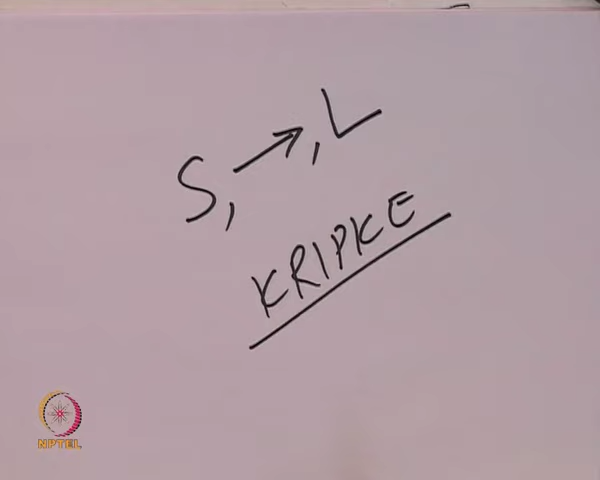 S, →, L
KRIPKE
NPTEL